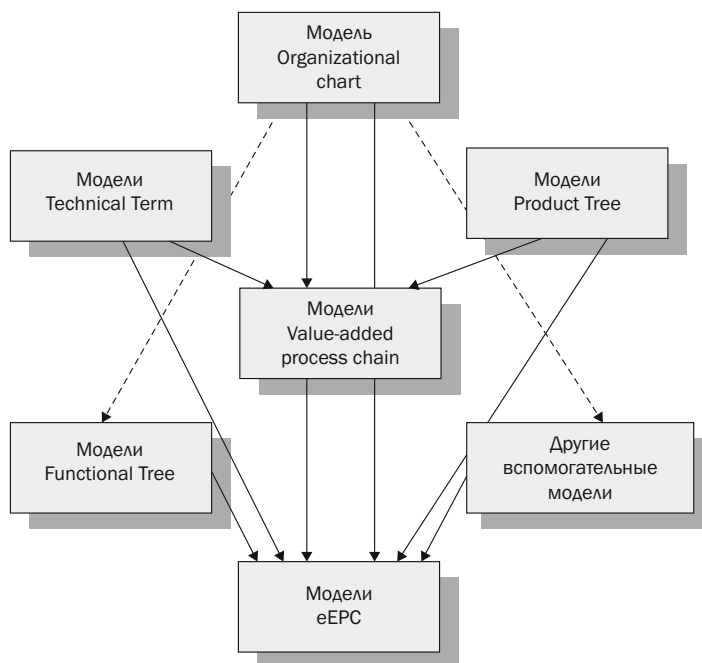 Модель
Organizational
chart
Модели
Technical Term
Модели
Product Tree
Модели
Value-added
process chain
Модели
Functional Tree
Другие
вспомогательные
модели
Модели
eEPC